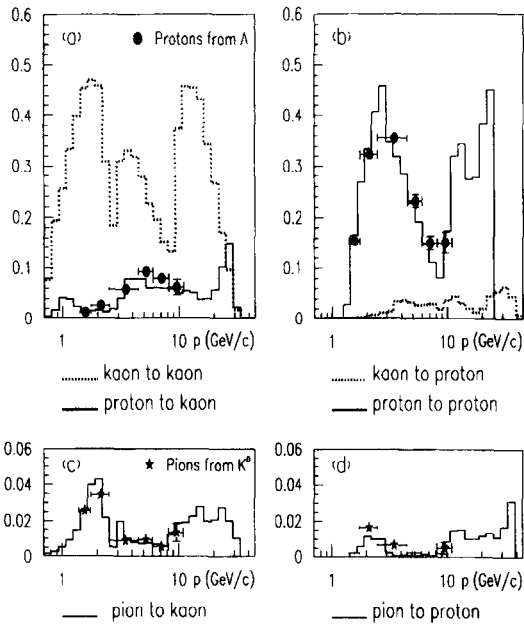 0.6
0.5
0.4
0.3
0.2
0.1
0
(a)
Protons from Λ
1
10 p (GeV/c)
kaon to kaon
proton to kaon
0.6
0.5
0.4
0.3
0.2
0.1
0
(b)
1
10 p (GeV/c)
kaon to proton
proton to proton
0.06
0.04
0.02
0
(c)
Pions from K⁰
1
10 p (GeV/c)
pion to kaon
0.06
0.04
0.02
0
(d)
1
10 p (GeV/c)
pion to proton